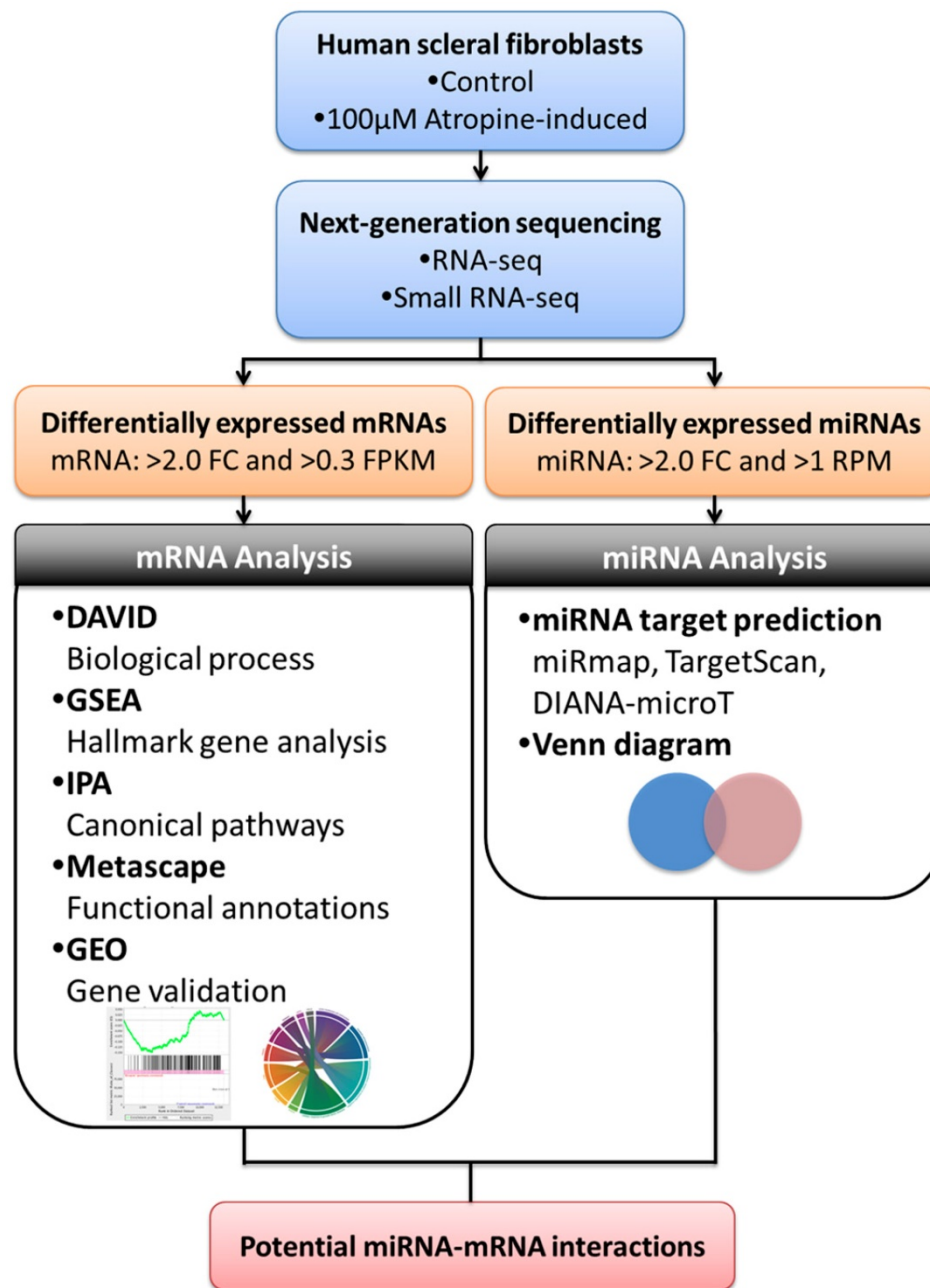 Human scleral fibroblasts
•Control
•100µM Atropine-induced
Next-generation sequencing
•RNA-seq
•Small RNA-seq
Differentially expressed mRNAs
mRNA: >2.0 FC and >0.3 FPKM
Differentially expressed miRNAs
miRNA: >2.0 FC and >1 RPM
mRNA Analysis
•DAVID
Biological process
•GSEA
Hallmark gene analysis
•IPA
Canonical pathways
•Metascape
Functional annotations
•GEO
Gene validation
miRNA Analysis
•miRNA target prediction
miRmap, TargetScan,
DIANA-microT
•Venn diagram
Potential miRNA-mRNA interactions